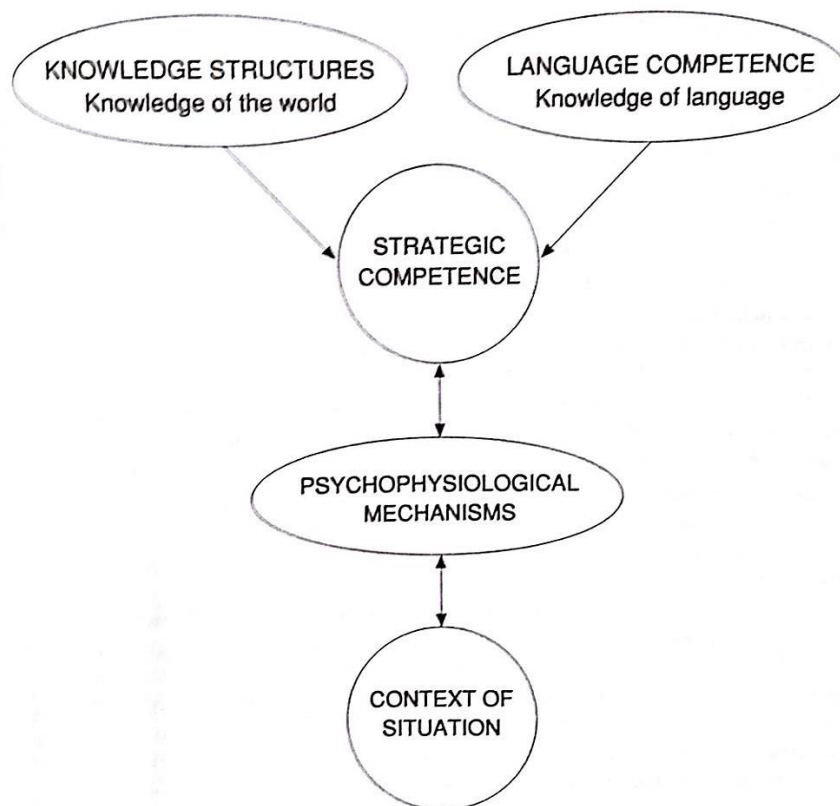 KNOWLEDGE STRUCTURES
Knowledge of the world
LANGUAGE COMPETENCE
Knowledge of language
STRATEGIC
COMPETENCE
PSYCHOPHYSIOLOGICAL
MECHANISMS
CONTEXT OF
SITUATION